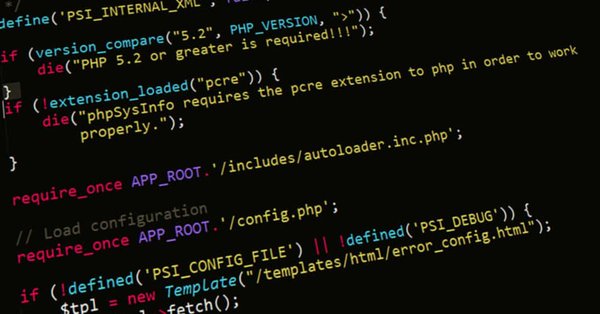 */
define('PSI_INTERNAL_XML',
if (version_compare("5.2", PHP_VERSION, ">")) {
die("PHP 5.2 or greater is required!!!");
}
if (!extension_loaded("pcre")) {
die("phpSysInfo requires the pcre extension to php in order to work
properly.");
}
require_once APP_ROOT.'/includes/autoloader.inc.php';
// Load configuration
require_once APP_ROOT.'/config.php';
if (!defined('PSI_CONFIG_FILE') || !defined('PSI_DEBUG')) {
$tpl = new Template("/templates/html/error_config.html");
>fetch();